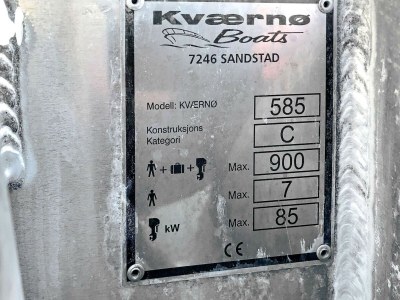 Kværnø
Boats
7246 SANDSTAD
Modell: KVÆRNØ 585
Konstruksjons
Kategori C
+ + Max. 900
Max. 7
kW Max. 85
CE